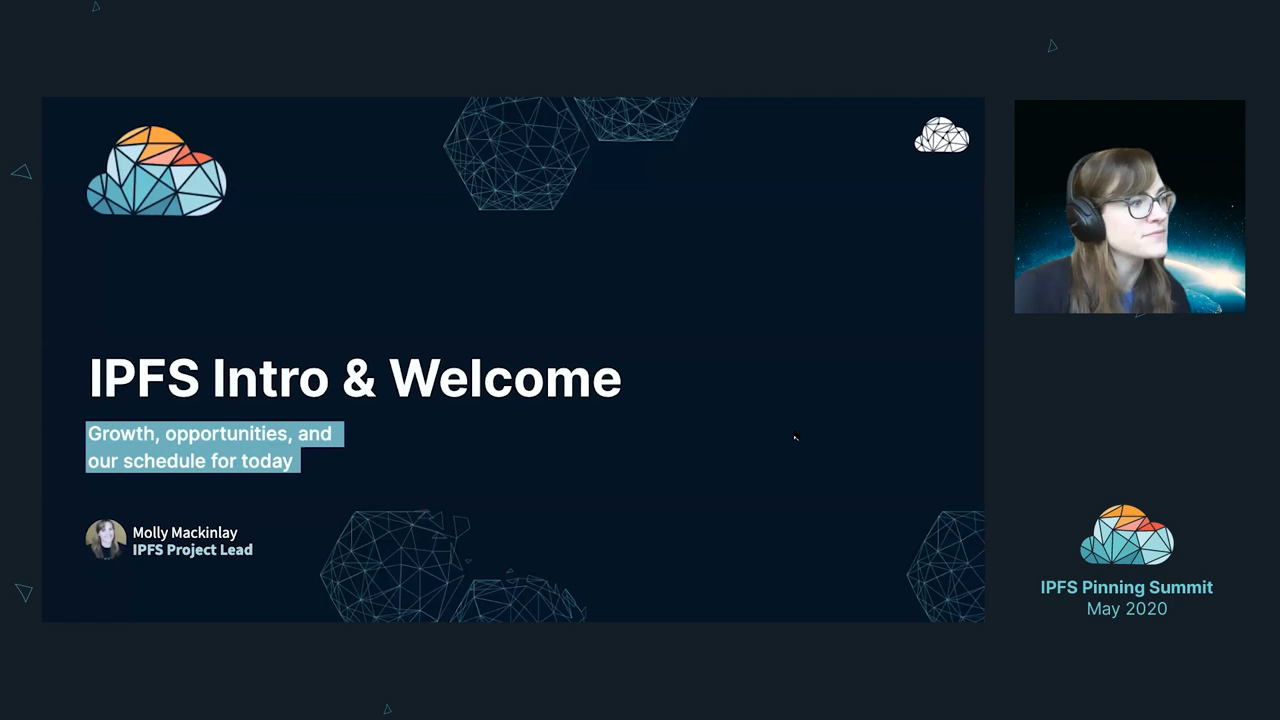 IPFS Intro & Welcome
Growth, opportunities, and
our schedule for today
Molly Mackinlay
IPFS Project Lead
IPFS Pinning Summit
May 2020